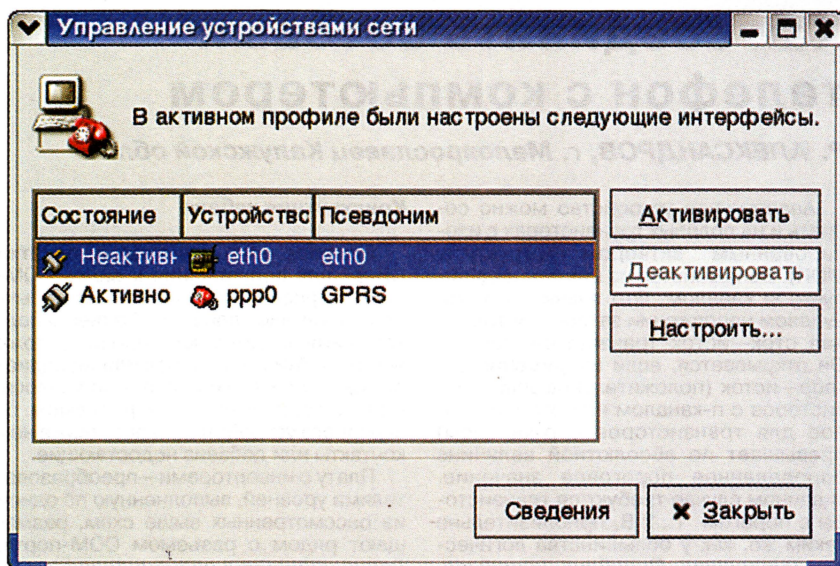 Управление устройствами сети
В активном профиле были настроены следующие интерфейсы.
Состояние Устройствс Псевдоним
Неактивн eth0 eth0
Активно ppp0 GPRS
Активировать
Деактивировать
Настроить...
Сведения
Закрыть